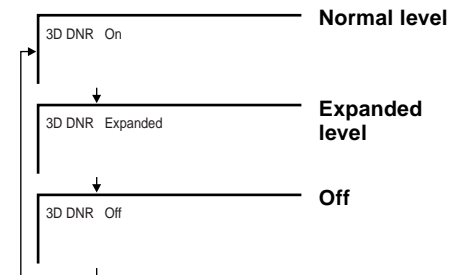 Normal level
3D DNR On
Expanded
level
3D DNR Expanded
Off
3D DNR Off